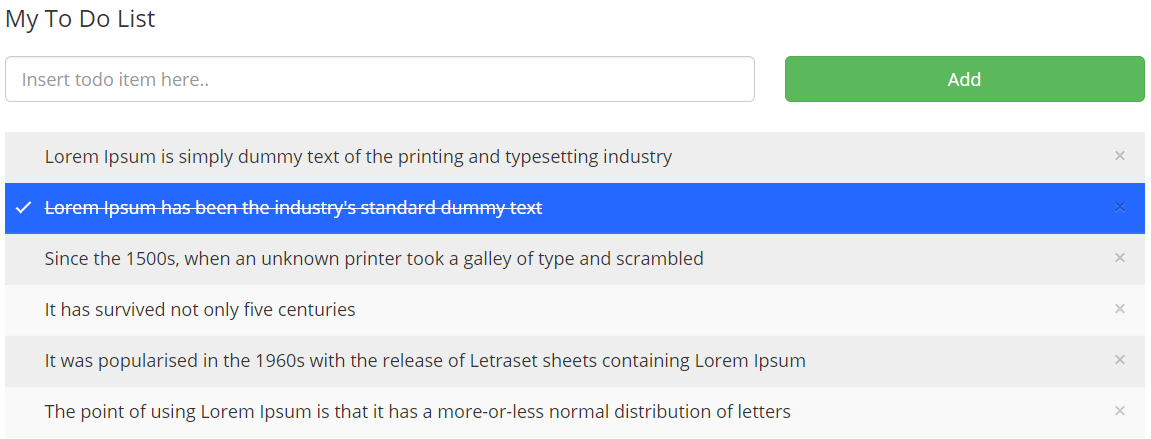 My To Do List
Insert todo item here..
Add
Lorem Ipsum is simply dummy text of the printing and typesetting industry
Lorem Ipsum has been the industry's standard dummy text
Since the 1500s, when an unknown printer took a galley of type and scrambled
It has survived not only five centuries
It was popularised in the 1960s with the release of Letraset sheets containing Lorem Ipsum
The point of using Lorem Ipsum is that it has a more-or-less normal distribution of letters